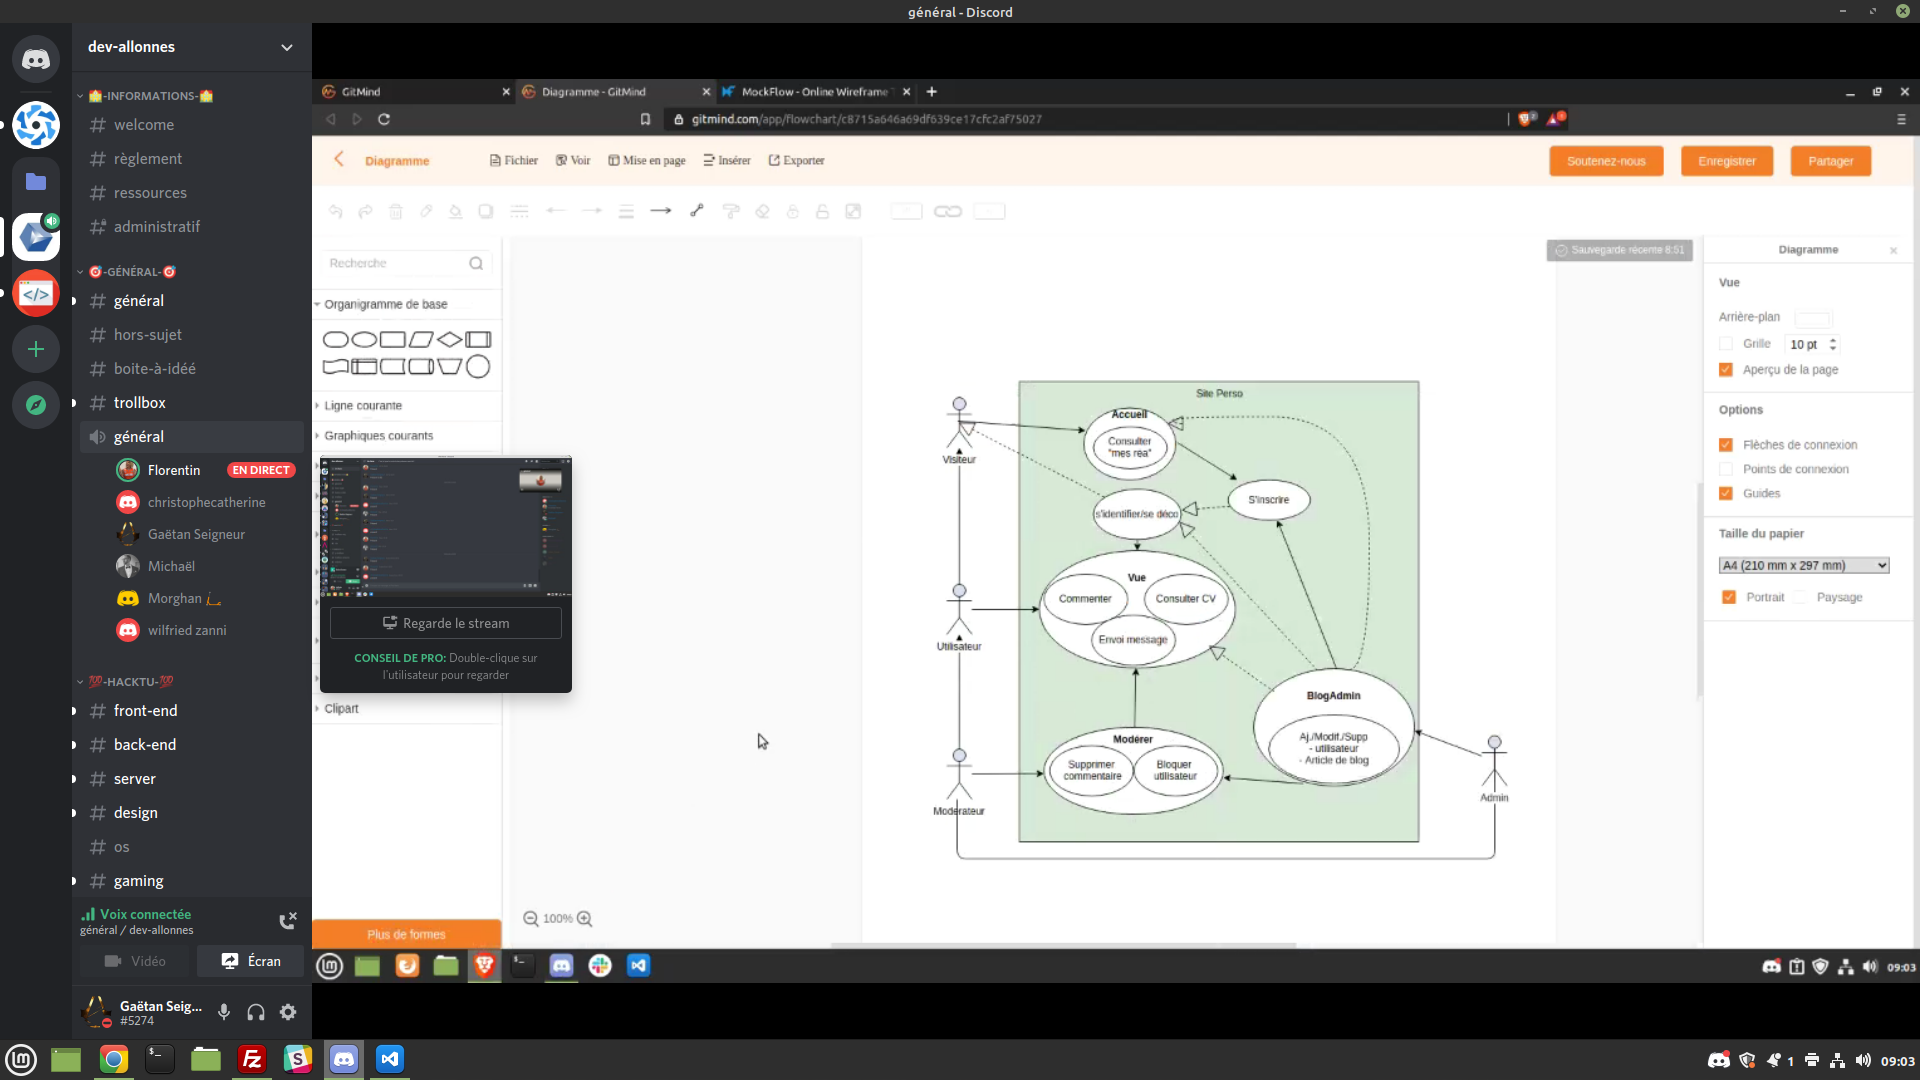 général - Discord
dev-allonnes
-INFORMATIONS-
welcome
règlement
ressources
administratif
-GÉNÉRAL-
général
hors-sujet
boite-à-idéé
trollbox
général
Florentin
EN DIRECT
christophecatherine
Gaëtan Seigneur
Michaël
Morghan
wilfried zanni
-HACKTU-
front-end
back-end
server
design
os
gaming
Voix connectée
général / dev-allonnes
Vidéo
Écran
Gaëtan Seig...
#5274
Regarde le stream
CONSEIL DE PRO: Double-clique sur
l'utilisateur pour regarder
GitMind
Diagramme - GitMind
MockFlow - Online Wireframe T
gitmind.com/app/flowchart/c8715a646a69df639ce17cfc2af75027
Diagramme
Fichier
Voir
Mise en page
Insérer
Exporter
Soutenez-nous
Enregistrer
Partager
Recherche
Organigramme de base
Ligne courante
Graphiques courants
Clipart
Plus de formes
100%
Sauvegarde récente 8:51
Site Perso
Accueil
Consulter
"mes réa"
Visiteur
S'inscrire
s'identifier/se déco
Vue
Commenter
Consulter CV
Envoi message
Utilisateur
BlogAdmin
Aj./Modif./Supp
- utilisateur
- Article de blog
Modérer
Supprimer
commentaire
Bloquer
utilisateur
Modérateur
Admin
Diagramme
Vue
Arrière-plan
Grille
10 pt
Aperçu de la page
Options
Flèches de connexion
Points de connexion
Guides
Taille du papier
A4 (210 mm x 297 mm)
Portrait
Paysage
09:03
1
09:03